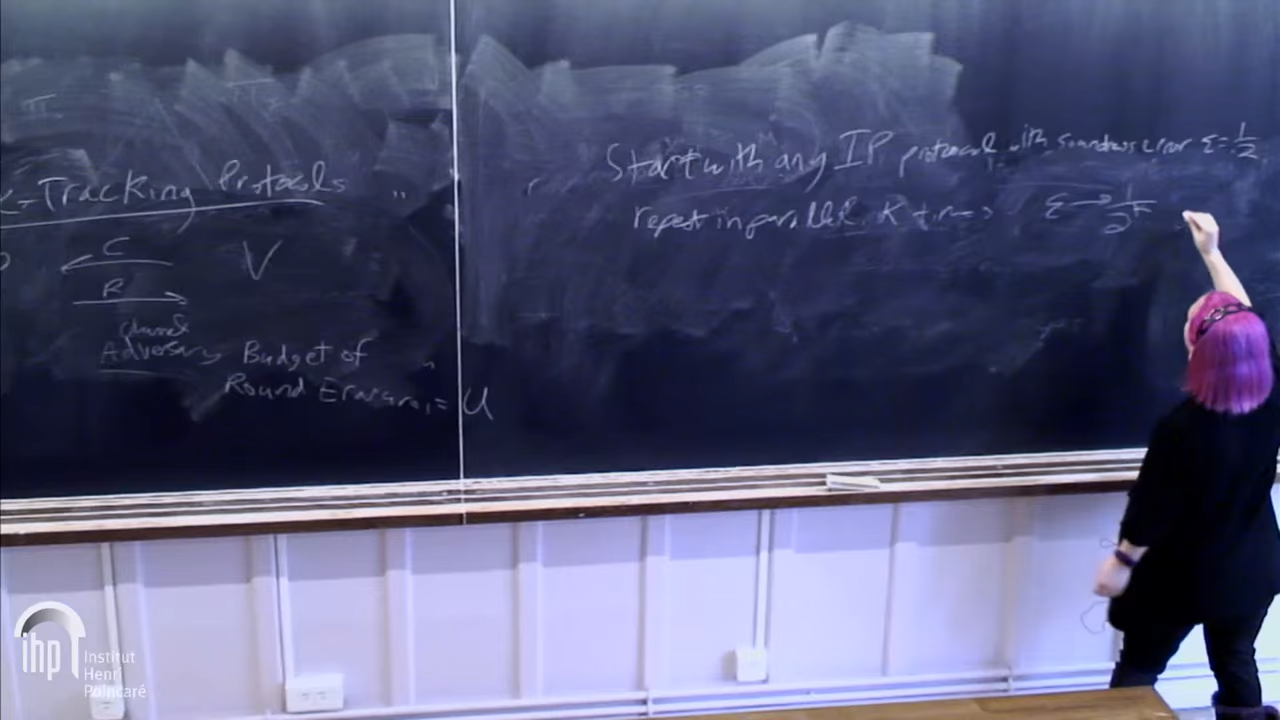 -Tracking Protocols
C
V
R
channel
Adversary Budget of
Round Erasures = U
Start with any IP protocol with soundness error ε = 1/2
repeat in parallel K times ε → 1/2^k
ihp
Institut
Henri
Poincaré